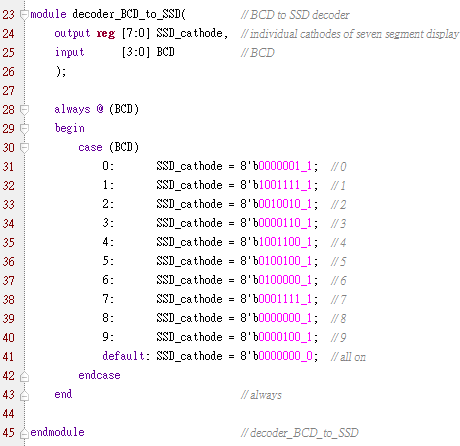 23 module decoder_BCD_to_SSD( // BCD to SSD decoder
24 output reg [7:0] SSD_cathode, // individual cathodes of seven segment display
25 input [3:0] BCD // BCD
26 );
27
28 always @ (BCD)
29 begin
30 case (BCD)
31 0: SSD_cathode = 8'b0000001_1; // 0
32 1: SSD_cathode = 8'b1001111_1; // 1
33 2: SSD_cathode = 8'b0010010_1; // 2
34 3: SSD_cathode = 8'b0000110_1; // 3
35 4: SSD_cathode = 8'b1001100_1; // 4
36 5: SSD_cathode = 8'b0100100_1; // 5
37 6: SSD_cathode = 8'b0100000_1; // 6
38 7: SSD_cathode = 8'b0001111_1; // 7
39 8: SSD_cathode = 8'b0000000_1; // 8
40 9: SSD_cathode = 8'b0000100_1; // 9
41 default: SSD_cathode = 8'b0000000_0; // all on
42 endcase
43 end // always
44
45 endmodule // decoder_BCD_to_SSD